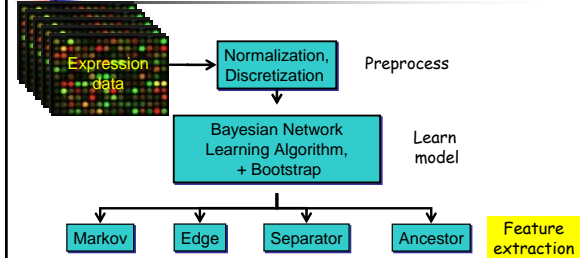 Expression
data
Normalization,
Discretization
Preprocess
Bayesian Network
Learning Algorithm,
+ Bootstrap
Learn
model
Markov
Edge
Separator
Ancestor
Feature
extraction